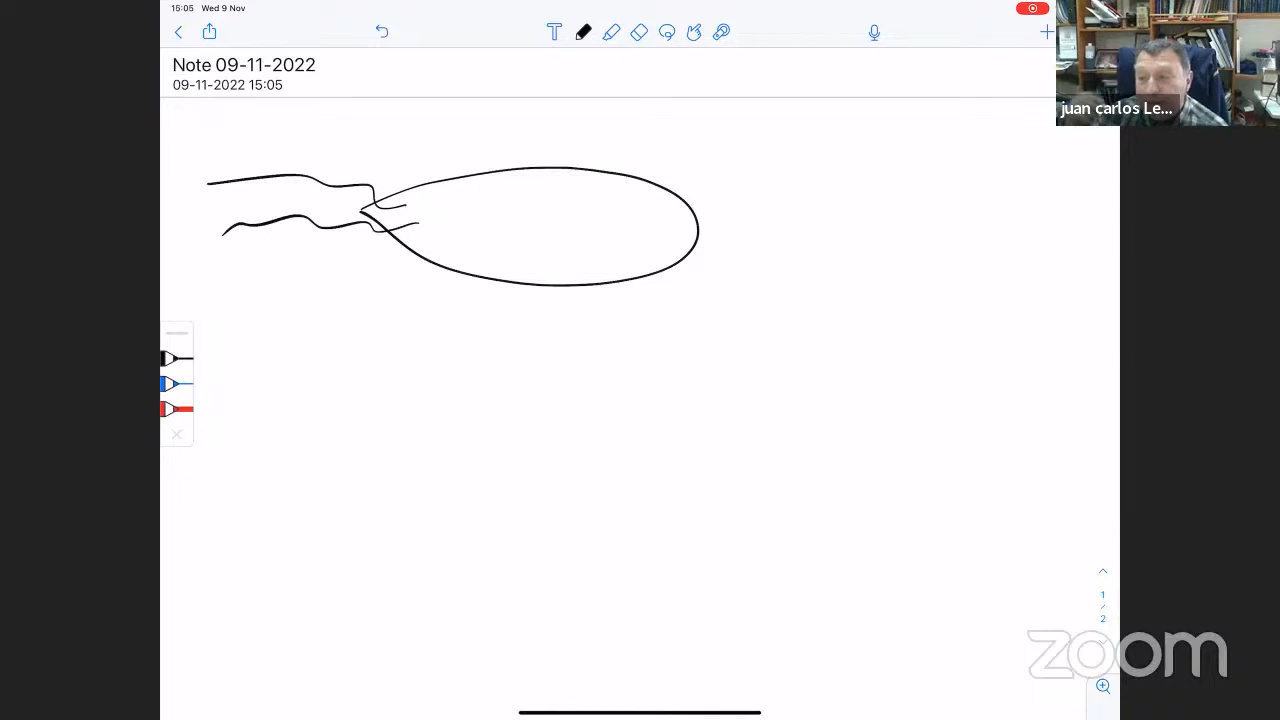 15:05 Wed 9 Nov
T
Note 09-11-2022
09-11-2022 15:05
juan carlos Le...
1
/
2
zoom